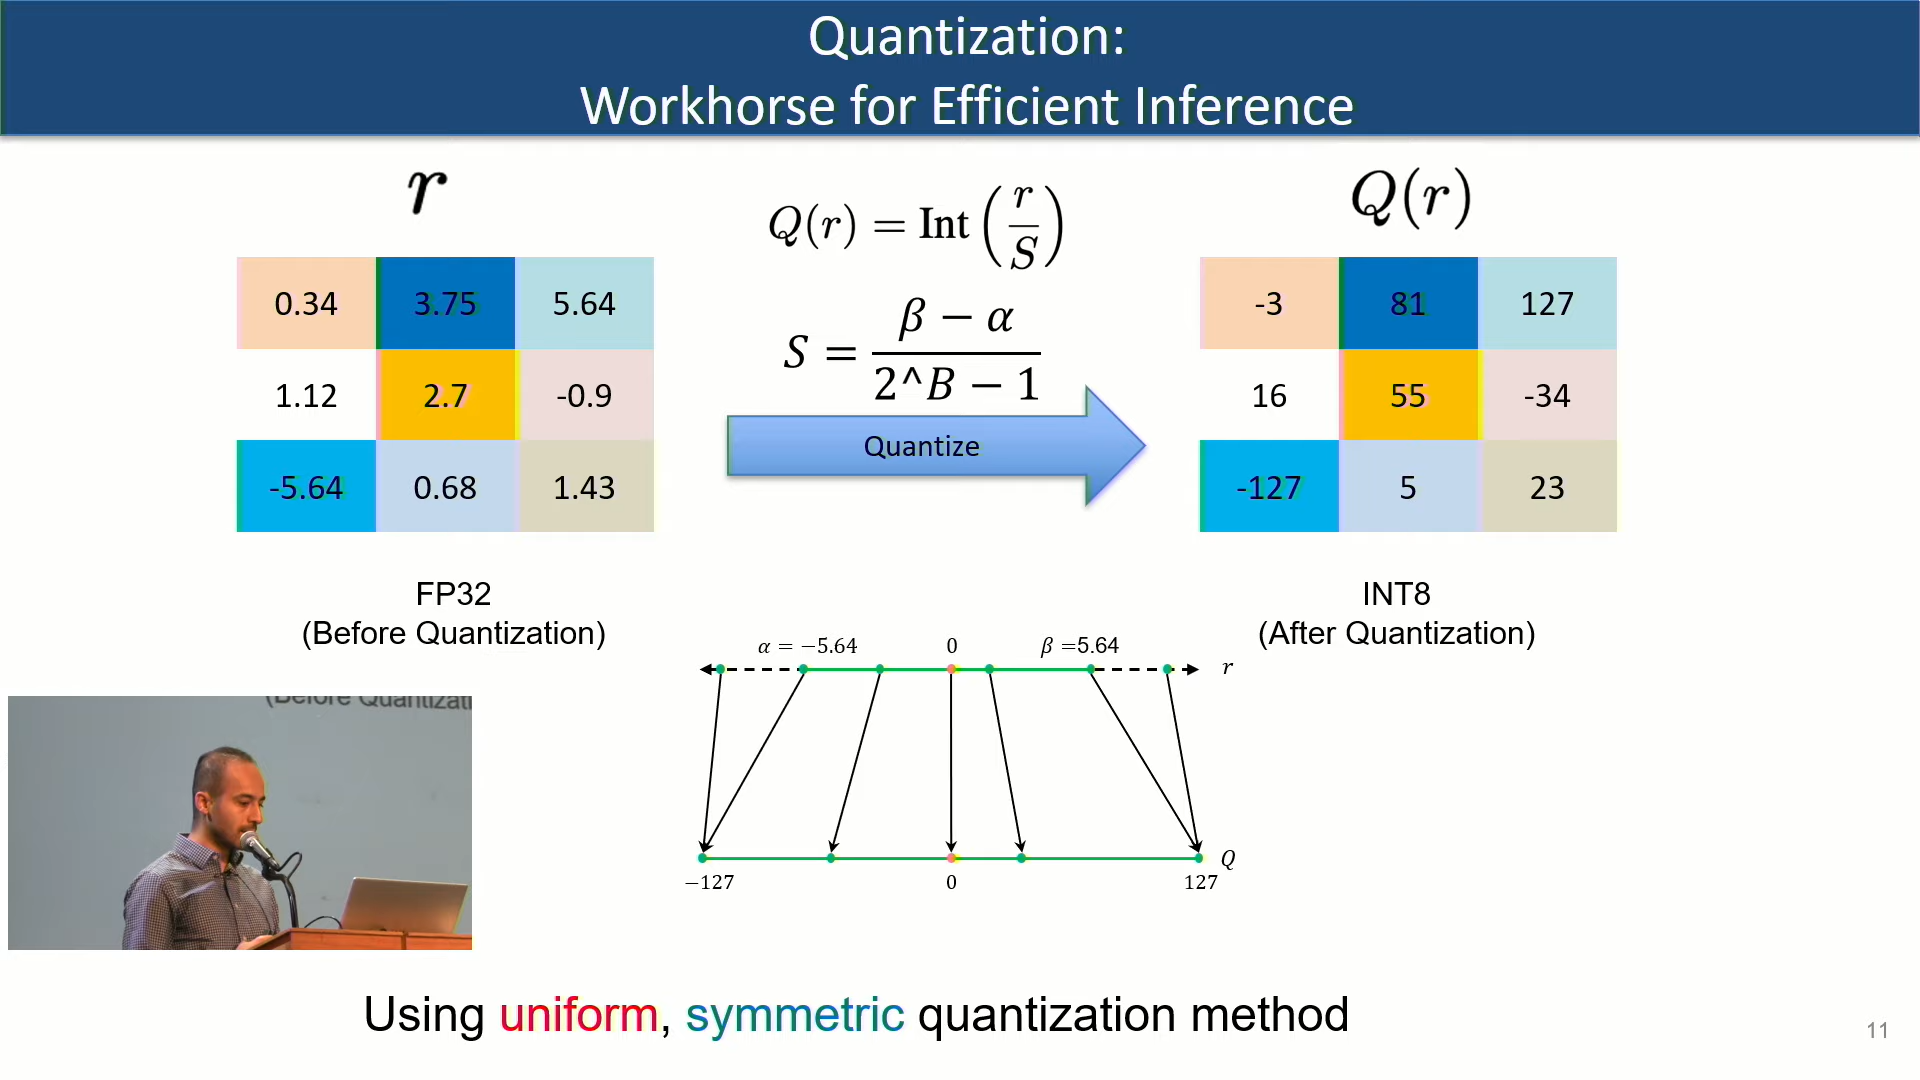 Quantization:
Workhorse for Efficient Inference
r
Q(r) = Int(r/S)
Q(r)
0.34 3.75 5.64
1.12 2.7 -0.9
-5.64 0.68 1.43
S = β − α / 2^B − 1
Quantize
-3 81 127
16 55 -34
-127 5 23
FP32
(Before Quantization)
INT8
(After Quantization)
α = −5.64 0 β =5.64
r
Q
−127 0 127
(Before Quantizati
Using uniform, symmetric quantization method
11